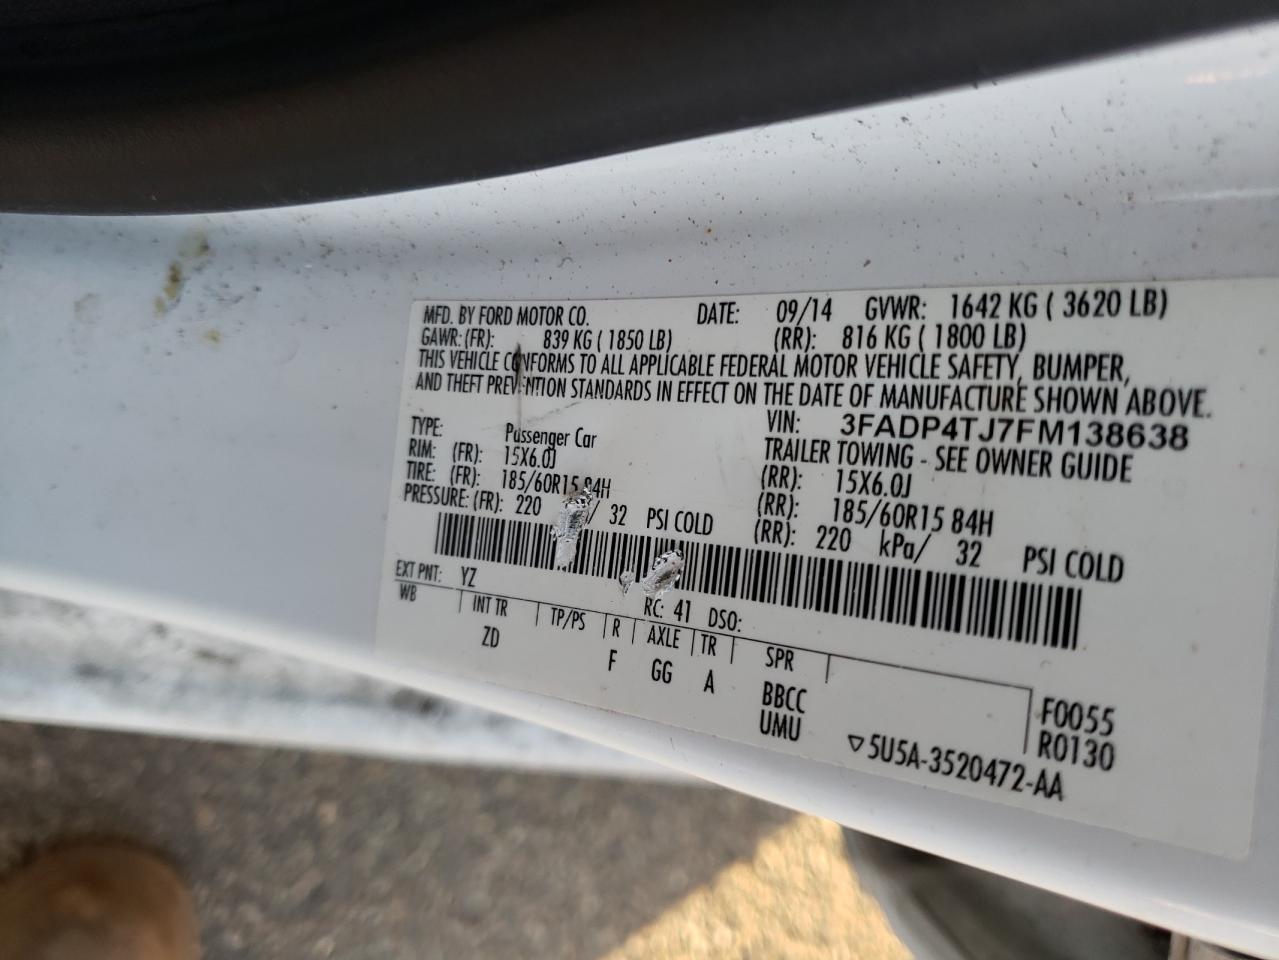 MFD. BY FORD MOTOR CO. DATE: 09/14 GVWR: 1642 KG ( 3620 LB)
GAWR: (FR): 839 KG ( 1850 LB) (RR): 816 KG ( 1800 LB)
THIS VEHICLE CONFORMS TO ALL APPLICABLE FEDERAL MOTOR VEHICLE SAFETY, BUMPER,
AND THEFT PREVENTION STANDARDS IN EFFECT ON THE DATE OF MANUFACTURE SHOWN ABOVE.
VIN: 3FADP4TJ7FM138638
TYPE: Passenger Car TRAILER TOWING - SEE OWNER GUIDE
RIM: (FR): 15X6.0J (RR): 15X6.0J
TIRE: (FR): 185/60R15 84H (RR): 185/60R15 84H
PRESSURE: (FR): 220 / 32 PSI COLD (RR): 220 kPa/ 32 PSI COLD
EXT PNT: YZ RC: 41 DSO:
WB INT TR TP/PS R AXLE TR SPR
ZD F GG A BBCC
UMU
F0055
R0130
▽5U5A-3520472-AA